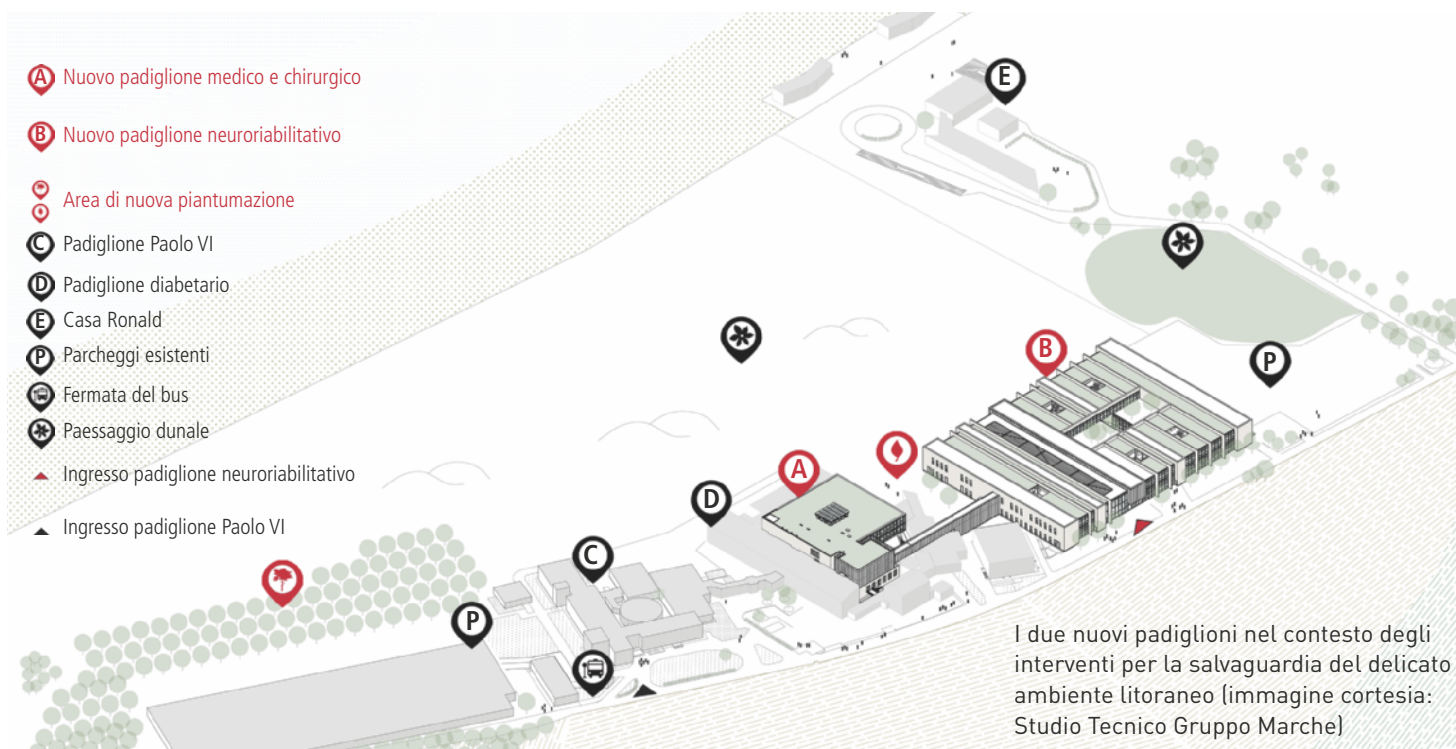 A Nuovo padiglione medico e chirurgico
B Nuovo padiglione neuroriabilitativo
Area di nuova piantumazione
C Padiglione Paolo VI
D Padiglione diabetario
E Casa Ronald
P Parcheggi esistenti
Fermata del bus
Paessaggio dunale
Ingresso padiglione neuroriabilitativo
Ingresso padiglione Paolo VI
E
B
P
A
D
C
P
I due nuovi padiglioni nel contesto degli
interventi per la salvaguardia del delicato
ambiente litoraneo (immagine cortesia:
Studio Tecnico Gruppo Marche)